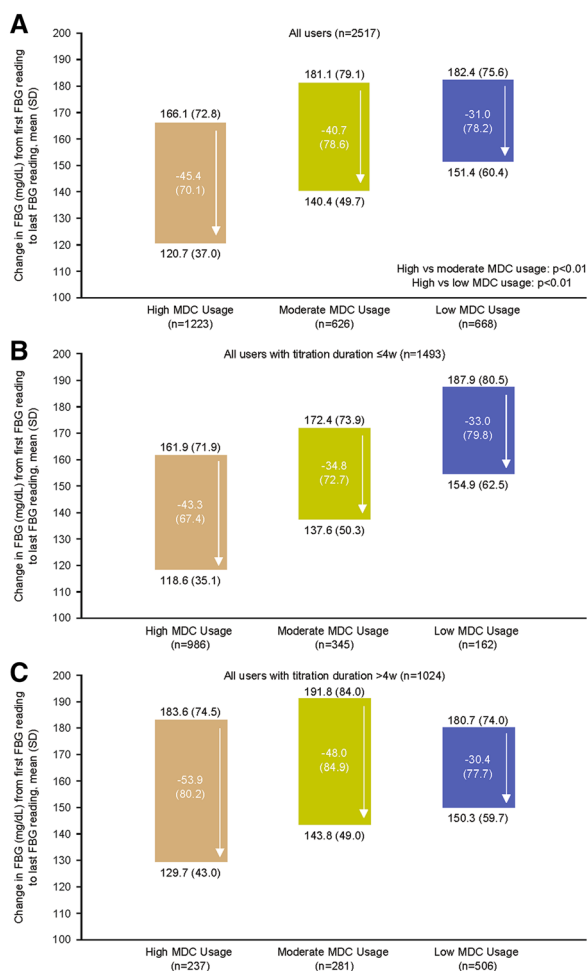 A
All users (n=2517)
Change in FBG (mg/dL) from first FBG reading
to last FBG reading, mean (SD)
200
190
180
170
160
150
140
130
120
110
100
166.1 (72.8)
-45.4
(70.1)
120.7 (37.0)
181.1 (79.1)
-40.7
(78.6)
140.4 (49.7)
182.4 (75.6)
-31.0
(78.2)
151.4 (60.4)
High vs moderate MDC usage: p<0.01
High vs low MDC usage: p<0.01
High MDC Usage
(n=1223)
Moderate MDC Usage
(n=626)
Low MDC Usage
(n=668)
B
All users with titration duration ≤4w (n=1493)
Change in FBG (mg/dL) from first FBG reading
to last FBG reading, mean (SD)
200
190
180
170
160
150
140
130
120
110
100
161.9 (71.9)
-43.3
(67.4)
118.6 (35.1)
172.4 (73.9)
-34.8
(72.7)
137.6 (50.3)
187.9 (80.5)
-33.0
(79.8)
154.9 (62.5)
High MDC Usage
(n=986)
Moderate MDC Usage
(n=345)
Low MDC Usage
(n=162)
C
All users with titration duration >4w (n=1024)
Change in FBG (mg/dL) from first FBG reading
to last FBG reading, mean (SD)
200
190
180
170
160
150
140
130
120
110
100
183.6 (74.5)
-53.9
(80.2)
129.7 (43.0)
191.8 (84.0)
-48.0
(84.9)
143.8 (49.0)
180.7 (74.0)
-30.4
(77.7)
150.3 (59.7)
High MDC Usage
(n=237)
Moderate MDC Usage
(n=281)
Low MDC Usage
(n=506)